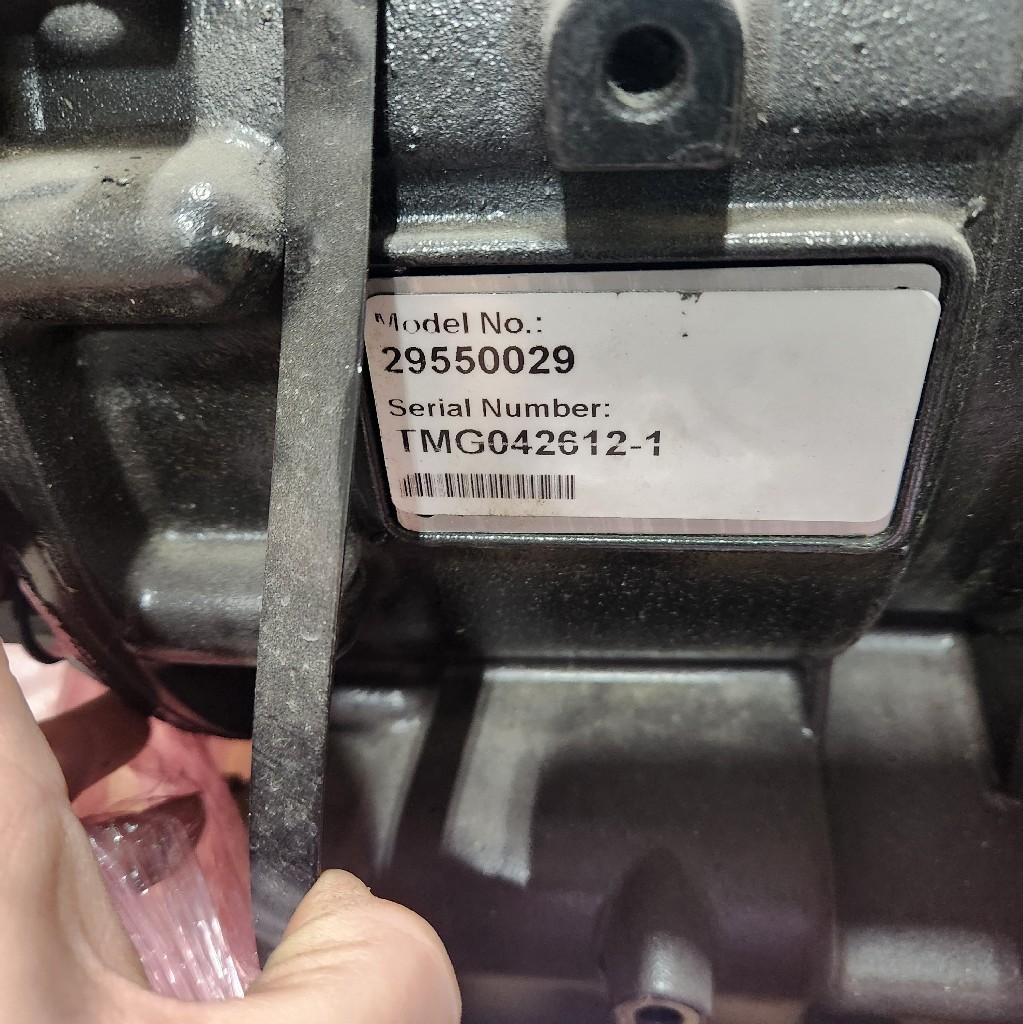 Model No.:
29550029
Serial Number:
TMG042612-1